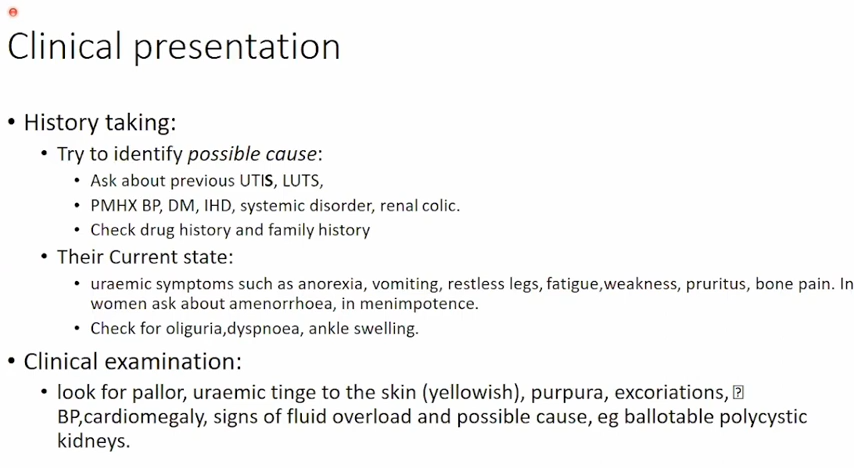 Clinical presentation
• History taking:
• Try to identify possible cause:
• Ask about previous UTIS, LUTS,
• PMHX BP, DM, IHD, systemic disorder, renal colic.
• Check drug history and family history
• Their Current state:
• uraemic symptoms such as anorexia, vomiting, restless legs, fatigue,weakness, pruritus, bone pain. In
women ask about amenorrhoea, in menimpotence.
• Check for oliguria,dyspnoea, ankle swelling.
• Clinical examination:
• look for pallor, uraemic tinge to the skin (yellowish), purpura, excoriations, ⍰
BP,cardiomegaly, signs of fluid overload and possible cause, eg ballotable polycystic
kidneys.